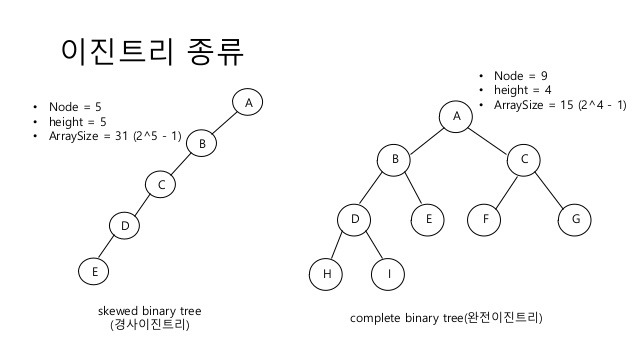 이진트리 종류
• Node = 5
• height = 5
• ArraySize = 31 (2^5 - 1)
A
B
C
D
E
skewed binary tree
(경사이진트리)
• Node = 9
• height = 4
• ArraySize = 15 (2^4 - 1)
A
B C
D E F G
H I
complete binary tree(완전이진트리)